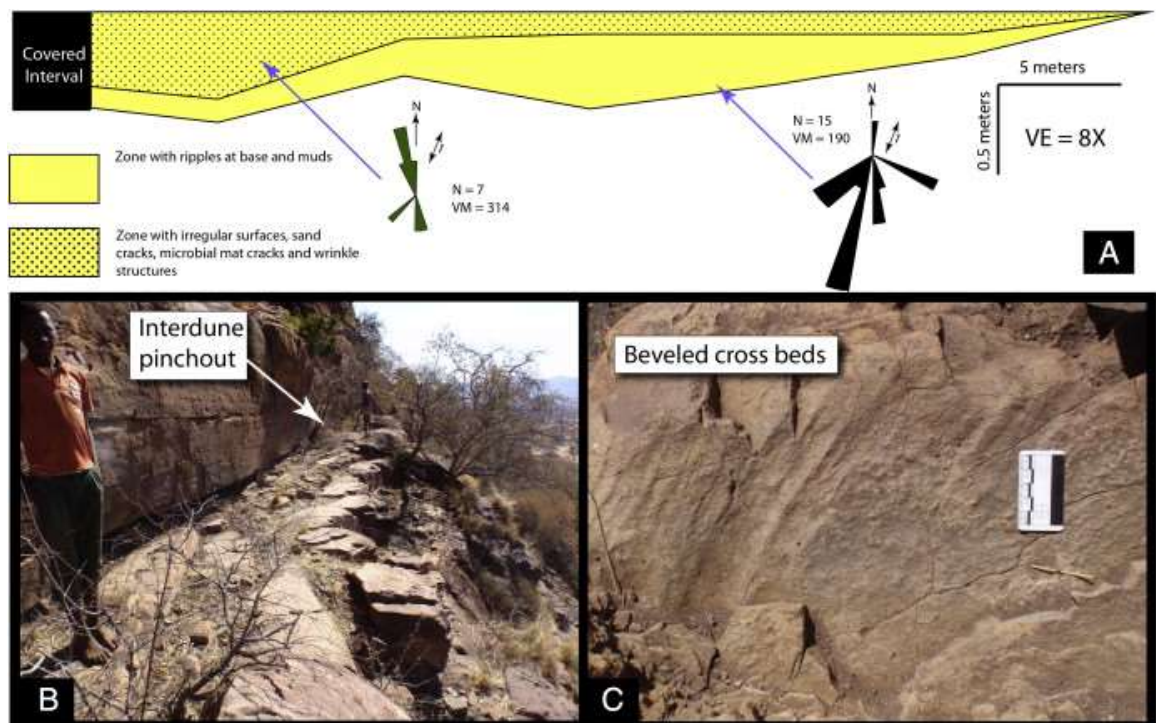 Covered
Interval
N
N = 7
VM = 314
N
N = 15
VM = 190
5 meters
0.5 meters
VE = 8X
A
Zone with ripples at base and muds
Zone with irregular surfaces, sand
cracks, microbial mat cracks and wrinkle
structures
Interdune
pinchout
B
Beveled cross beds
C